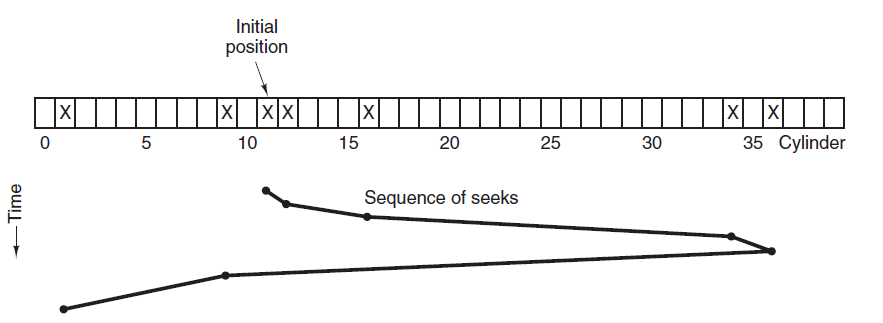 Initial
position
X X X X X X X
0 5 10 15 20 25 30 35 Cylinder
Sequence of seeks
Time